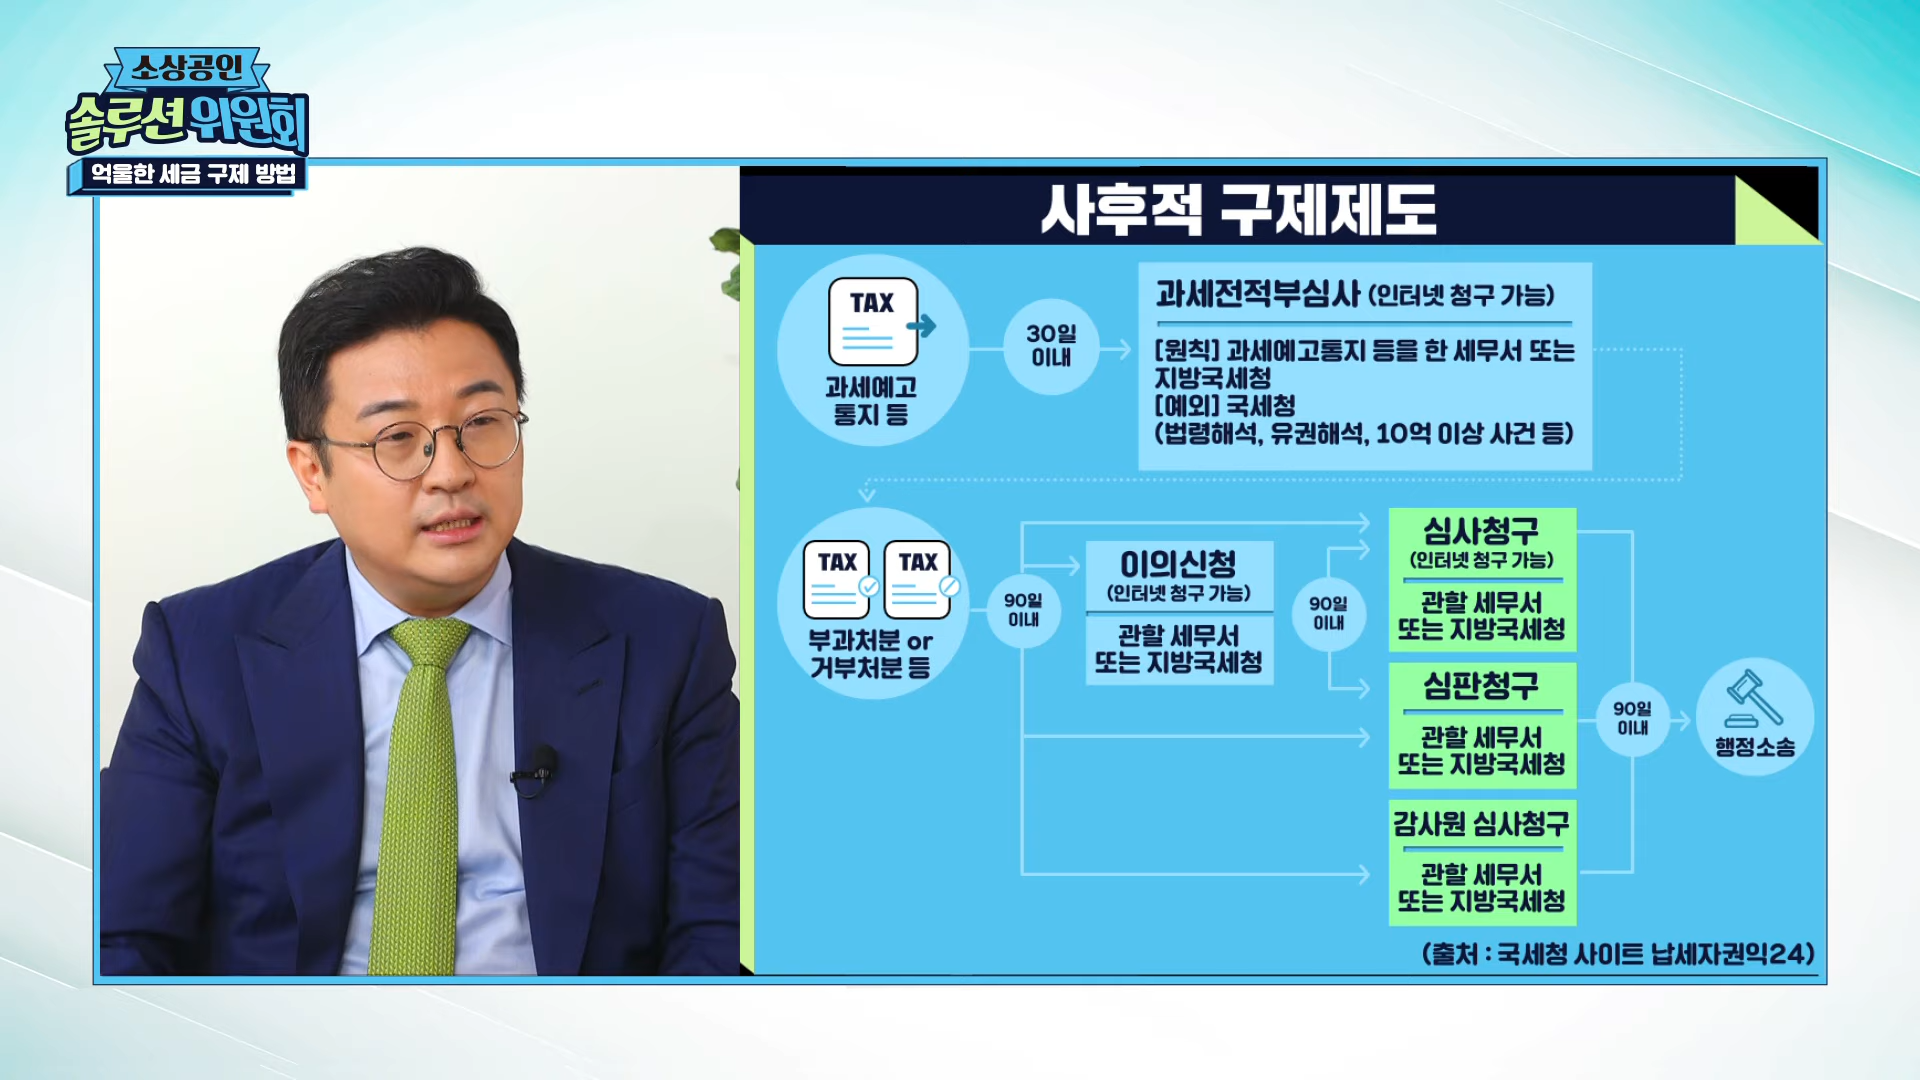 소상공인
솔루션 위원회
억울한 세금 구제 방법
사후적 구제제도
TAX
과세예고
통지 등
30일
이내
과세전적부심사 (인터넷 청구 가능)
[원칙] 과세예고통지 등을 한 세무서 또는
지방국세청
[예외] 국세청
(법령해석, 유권해석, 10억 이상 사건 등)
TAX
TAX
부과처분 or
거부처분 등
90일
이내
이의신청
(인터넷 청구 가능)
관할 세무서
또는 지방국세청
90일
이내
심사청구
(인터넷 청구 가능)
관할 세무서
또는 지방국세청
심판청구
관할 세무서
또는 지방국세청
감사원 심사청구
관할 세무서
또는 지방국세청
90일
이내
행정소송
(출처 : 국세청 사이트 납세자권익24)